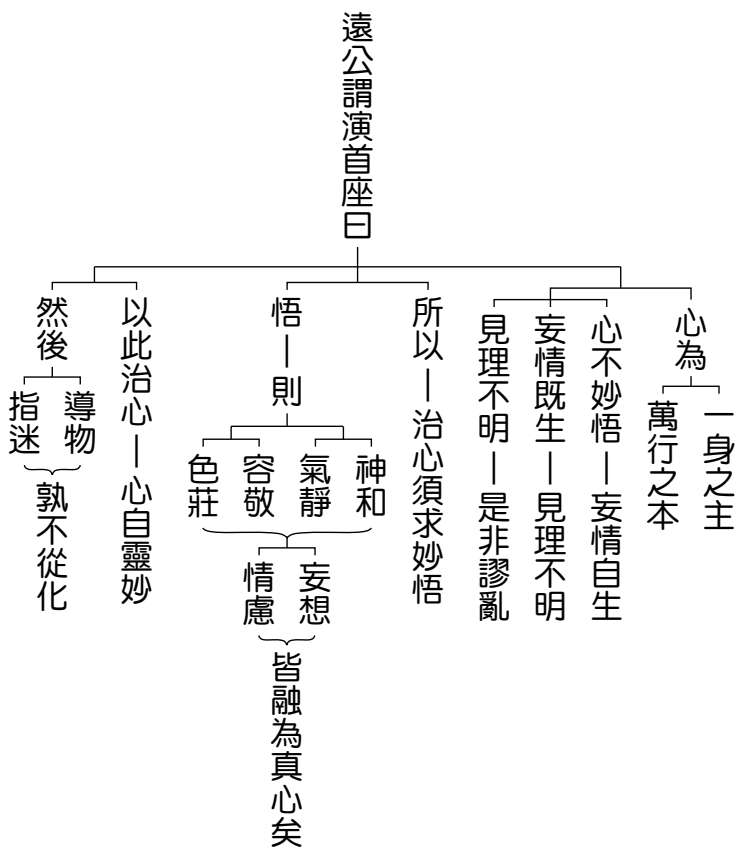 遠公謂演首座曰
心為
一身之主
萬行之本
心不妙悟—妄情自生
妄情既生—見理不明
見理不明—是非謬亂
所以—治心須求妙悟
悟—則
神和
氣靜
容敬
色莊
妄想
情慮
皆融為真心矣
以此治心—心自靈妙
然後
導物
指迷
孰不從化